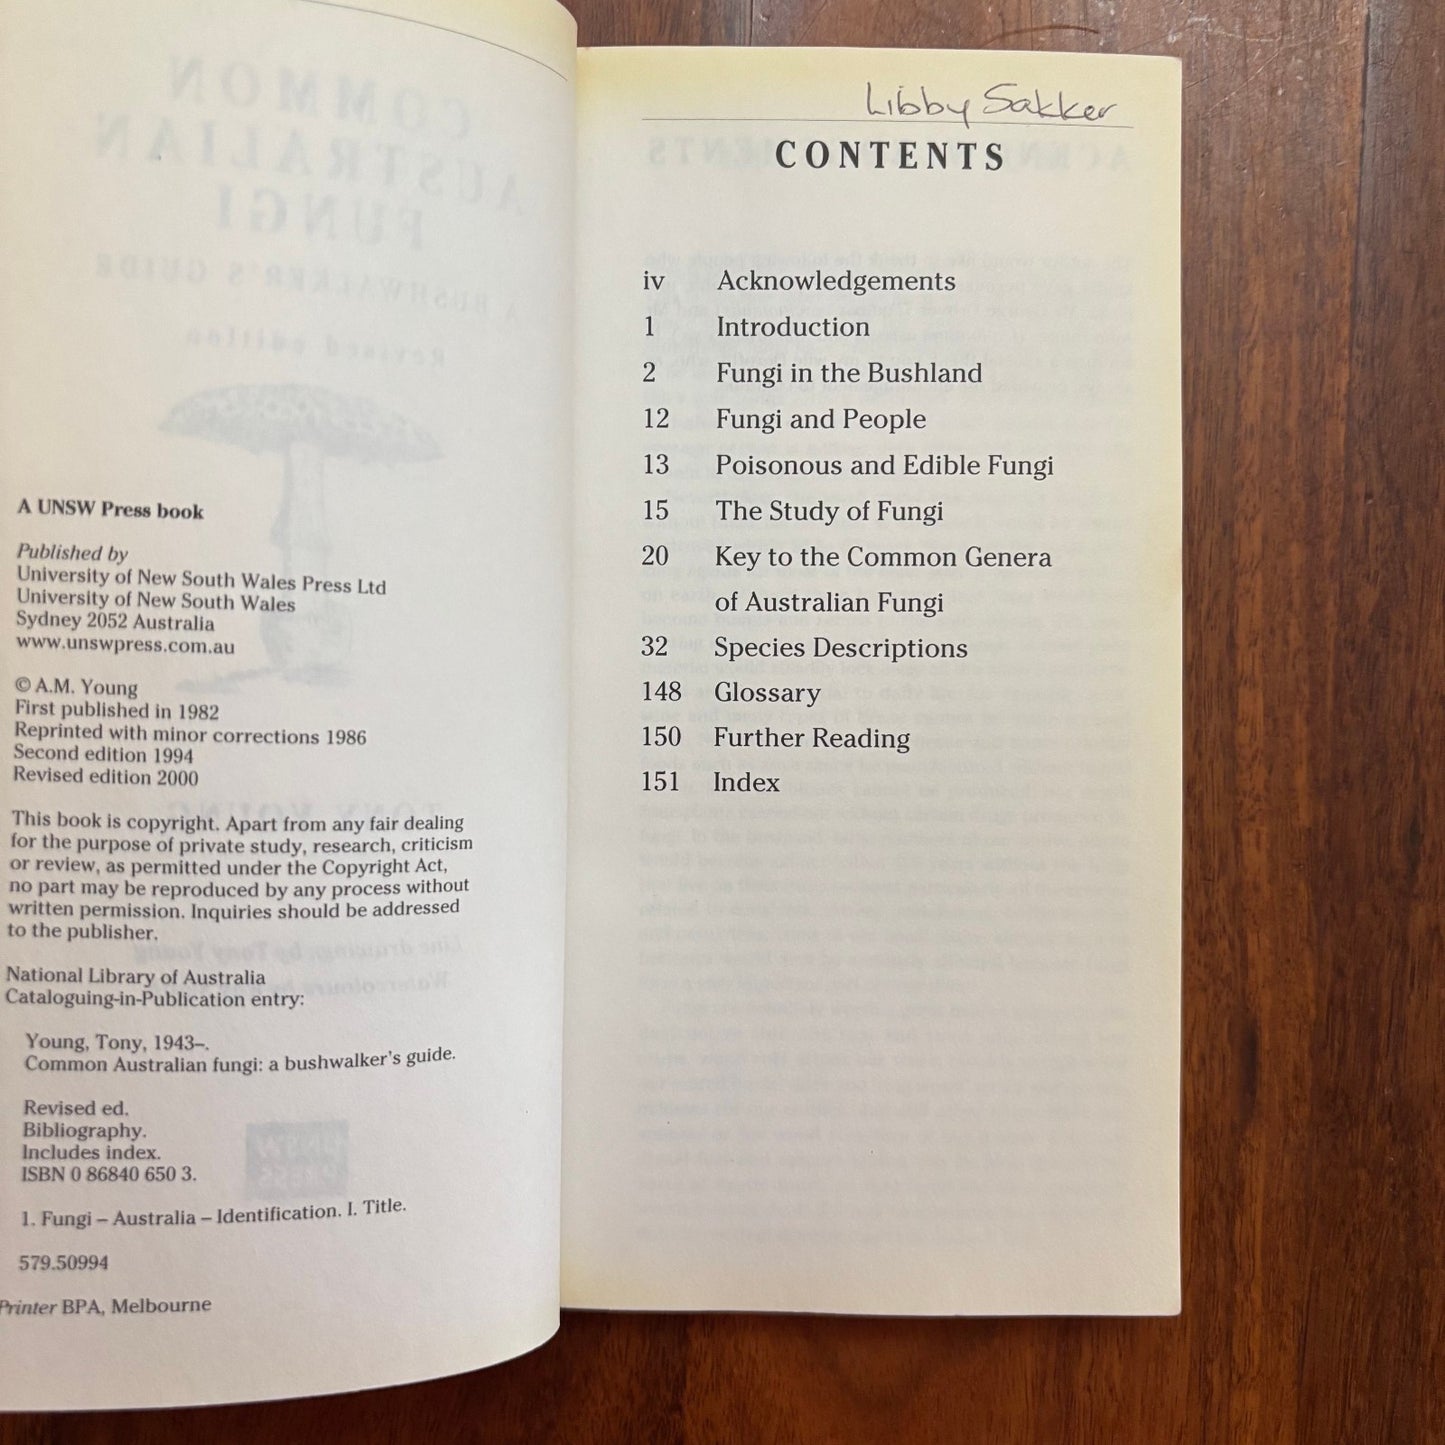 A UNSW Press book
Published by
University of New South Wales Press Ltd
University of New South Wales
Sydney 2052 Australia
www.unswpress.com.au
© A.M. Young
First published in 1982
Reprinted with minor corrections 1986
Second edition 1994
Revised edition 2000
This book is copyright. Apart from any fair dealing
for the purpose of private study, research, criticism
or review, as permitted under the Copyright Act,
no part may be reproduced by any process without
written permission. Inquiries should be addressed
to the publisher.
National Library of Australia
Cataloguing-in-Publication entry:
Young, Tony, 1943–.
Common Australian fungi: a bushwalker's guide.
Revised ed.
Bibliography.
Includes index.
ISBN 0 86840 650 3.
1. Fungi – Australia – Identification. I. Title.
579.50994
Printer BPA, Melbourne
Libby Sakker
CONTENTS
iv Acknowledgements
1 Introduction
2 Fungi in the Bushland
12 Fungi and People
13 Poisonous and Edible Fungi
15 The Study of Fungi
20 Key to the Common Genera
of Australian Fungi
32 Species Descriptions
148 Glossary
150 Further Reading
151 Index